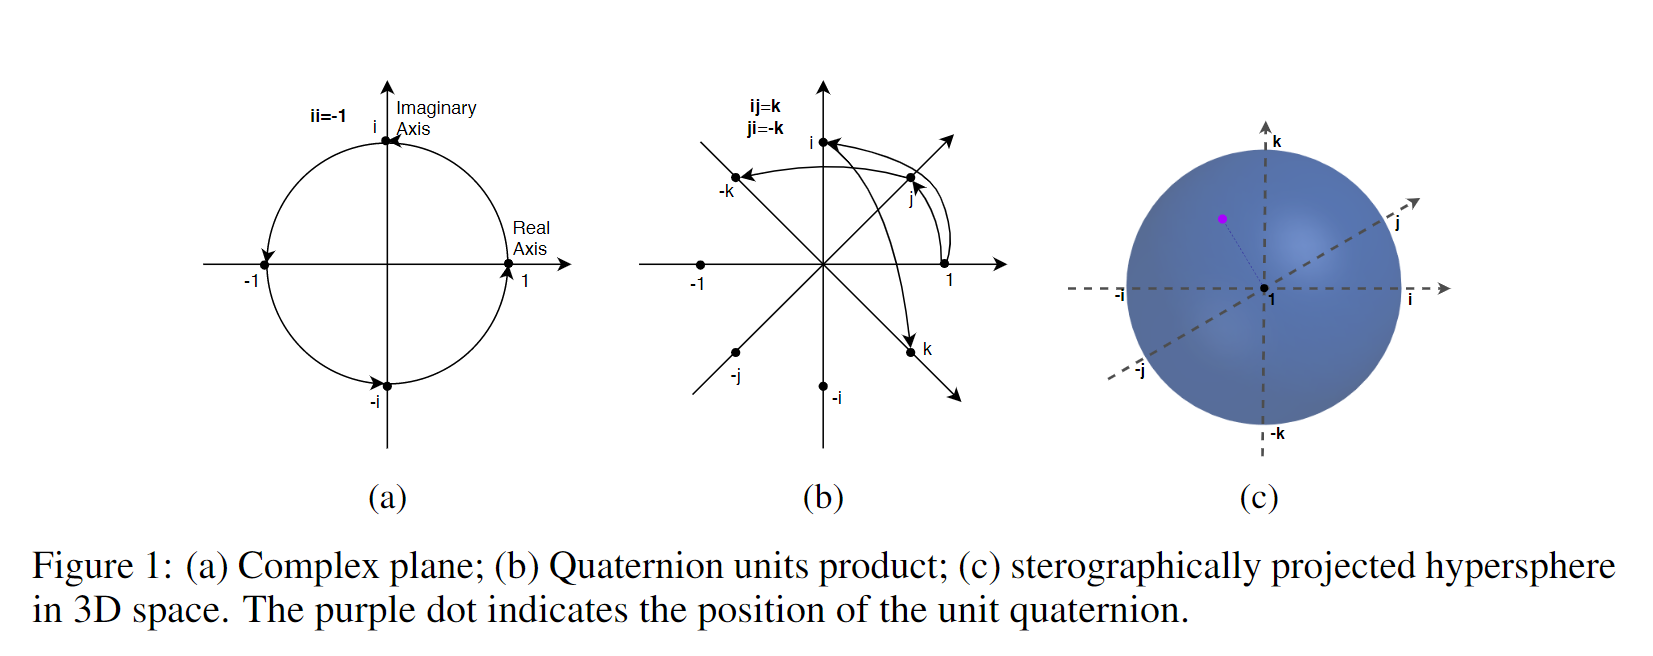 ii=-1
Imaginary
Axis
i
Real
Axis
-1
1
-i
ij=k
ji=-k
i
-k
j
-1
1
k
-j
-i
k
j
-i
1
i
-j
-k
(a)
(b)
(c)
Figure 1: (a) Complex plane; (b) Quaternion units product; (c) sterographically projected hypersphere
in 3D space. The purple dot indicates the position of the unit quaternion.